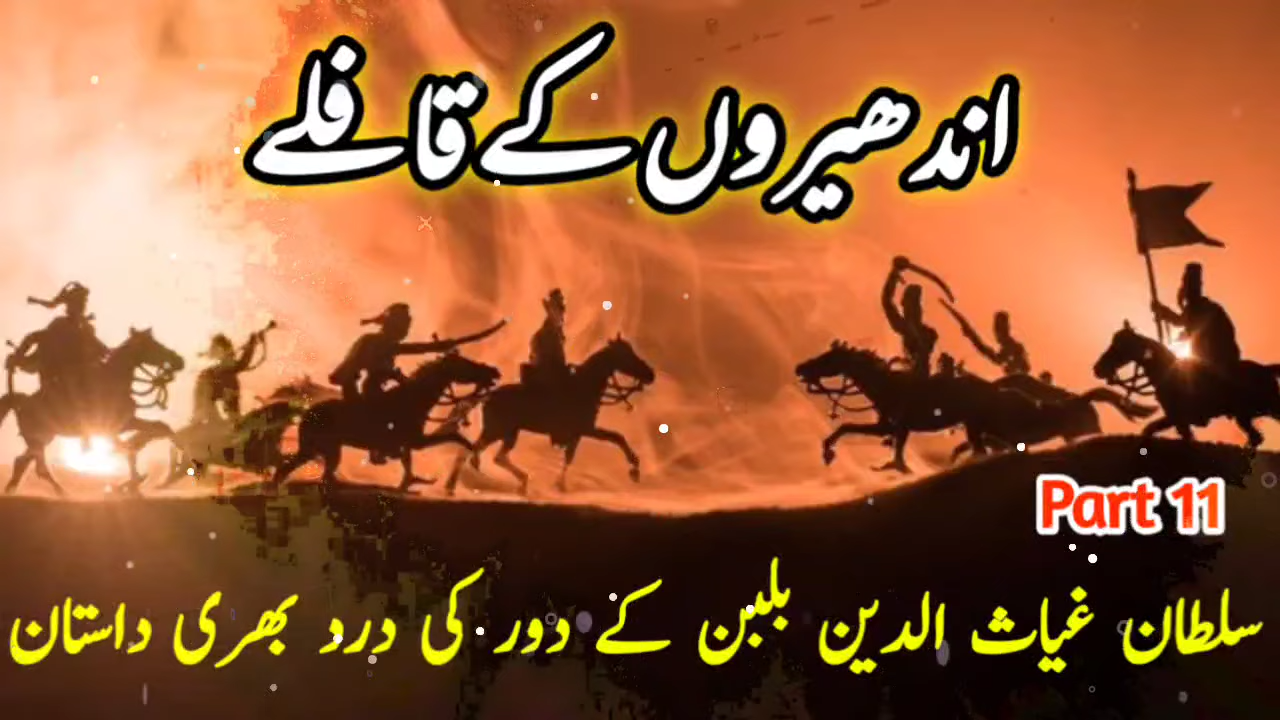 اندھیروں کے قافلے
Part 11
سلطان غیاث الدین بلبن کے دور کی درد بھری داستان